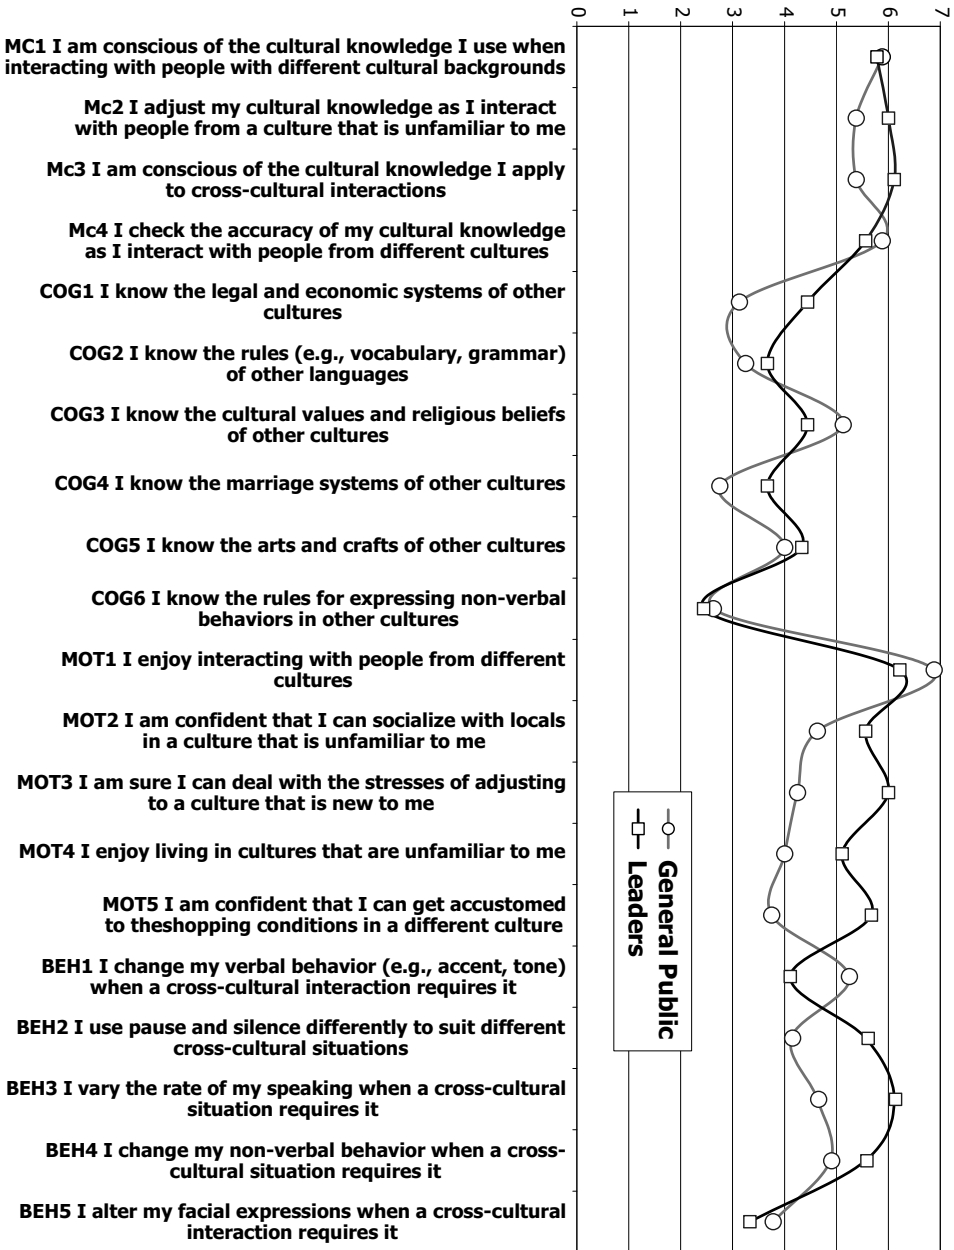 0 1 2 3 4 5 6 7
MC1 I am conscious of the cultural knowledge I use when
interacting with people with different cultural backgrounds
Mc2 I adjust my cultural knowledge as I interact
with people from a culture that is unfamiliar to me
Mc3 I am conscious of the cultural knowledge I apply
to cross-cultural interactions
Mc4 I check the accuracy of my cultural knowledge
as I interact with people from different cultures
COG1 I know the legal and economic systems of other
cultures
COG2 I know the rules (e.g., vocabulary, grammar)
of other languages
COG3 I know the cultural values and religious beliefs
of other cultures
COG4 I know the marriage systems of other cultures
COG5 I know the arts and crafts of other cultures
COG6 I know the rules for expressing non-verbal
behaviors in other cultures
MOT1 I enjoy interacting with people from different
cultures
MOT2 I am confident that I can socialize with locals
in a culture that is unfamiliar to me
MOT3 I am sure I can deal with the stresses of adjusting
to a culture that is new to me
MOT4 I enjoy living in cultures that are unfamiliar to me
MOT5 I am confident that I can get accustomed
to theshopping conditions in a different culture
BEH1 I change my verbal behavior (e.g., accent, tone)
when a cross-cultural interaction requires it
BEH2 I use pause and silence differently to suit different
cross-cultural situations
BEH3 I vary the rate of my speaking when a cross-cultural
situation requires it
BEH4 I change my non-verbal behavior when a cross-
cultural situation requires it
BEH5 I alter my facial expressions when a cross-cultural
interaction requires it
General Public
Leaders